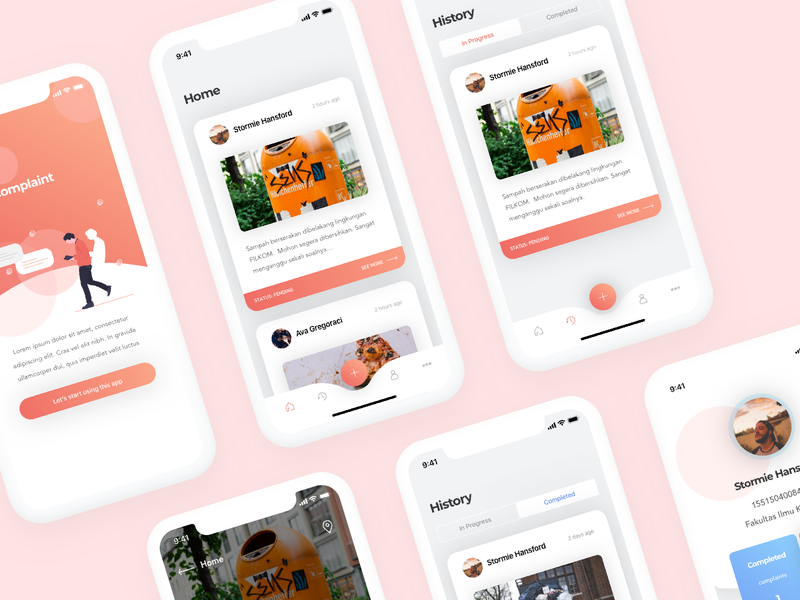 omplaint
Lorem ipsum dolor sit amet, consectetur
adipiscing elit. Cras vel elit nibh. In gravida
ullamcorper dui, quis imperdiet velit luctus
Let's start using this app
9:41
Home
Stormie Hansford
2 hours ago
Sampah berserakan dibelakang lingkungan
FILKOM. Mohon segera dibersihkan. Sangat
menganggu sekali soalnya....
STATUS: PENDING
SEE MORE
Ava Gregoraci
2 hours ago
History
In Progress
Completed
Stormie Hansford
2 hours ago
Sampah berserakan dibelakang lingkungan
FILKOM. Mohon segera dibersihkan. Sangat
menganggu sekali soalnya.
STATUS: PENDING
SEE MORE
9:41
Home
9:41
History
In Progress
Completed
Stormie Hansford
2 days ago
9:41
Stormie Hans
15515040084
Fakultas Ilmu K
Completed
complaints
1